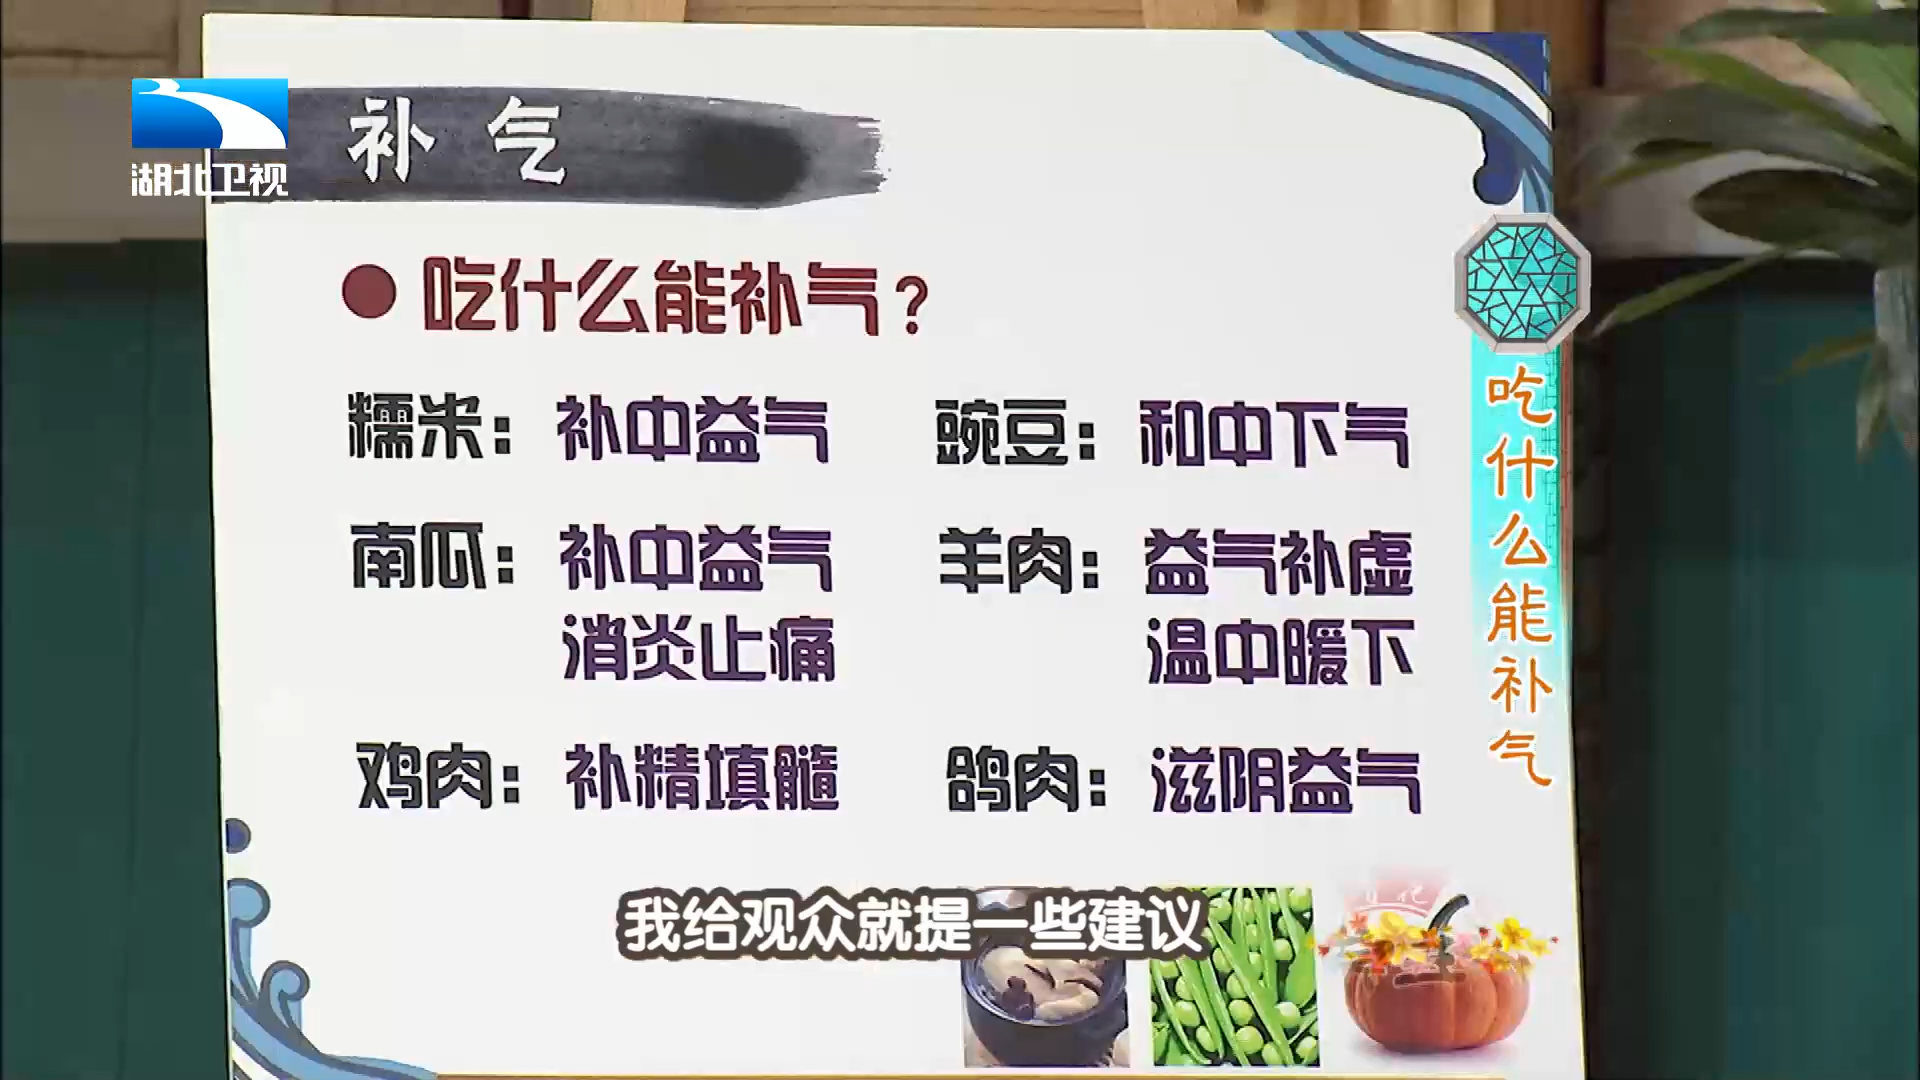 补气
湖北卫视
吃什么能补气?
糯米:补中益气
豌豆:和中下气
南瓜:补中益气
消炎止痛
羊肉:益气补虚
温中暖下
鸡肉:补精填髓
鸽肉:滋阴益气
吃什么能补气
我给观众就提一些建议